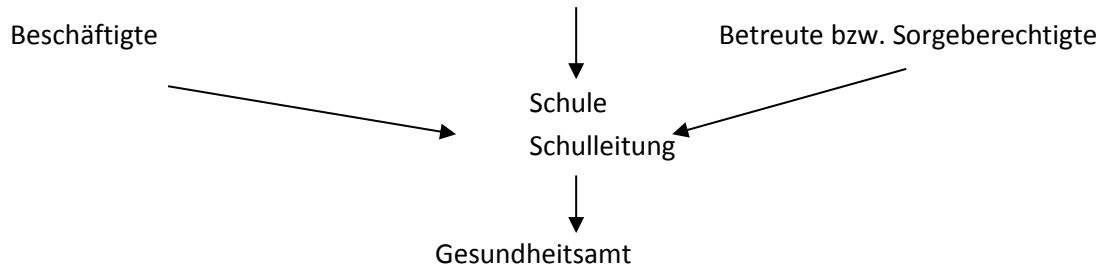 Beschäftigte
Betreute bzw. Sorgeberechtigte
Schule
Schulleitung
Gesundheitsamt